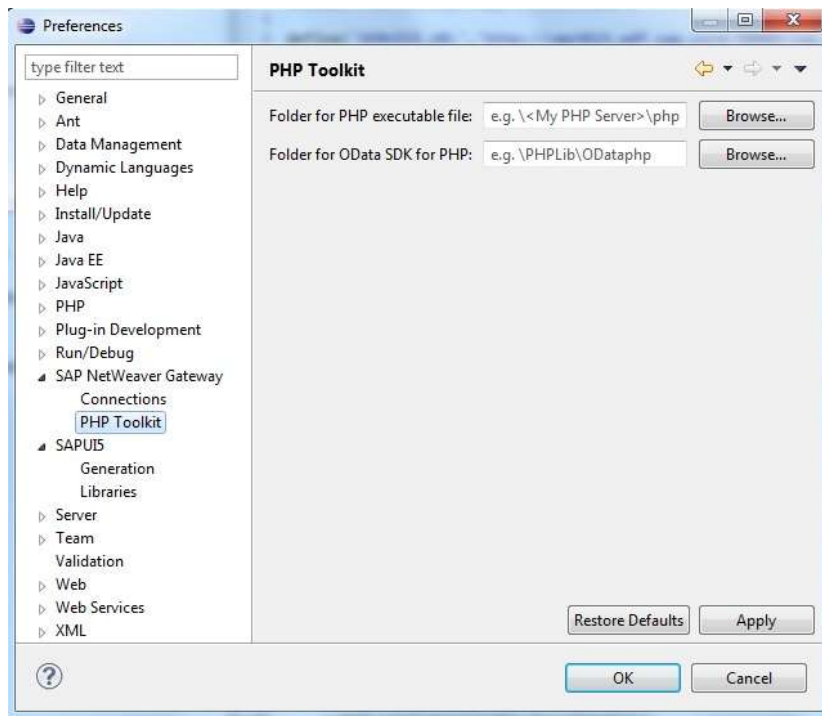 Preferences
type filter text
General
Ant
Data Management
Dynamic Languages
Help
Install/Update
Java
Java EE
JavaScript
PHP
Plug-in Development
Run/Debug
SAP NetWeaver Gateway
Connections
PHP Toolkit
SAPUI5
Generation
Libraries
Server
Team
Validation
Web
Web Services
XML
PHP Toolkit
Folder for PHP executable file: e.g. \<My PHP Server>\php Browse...
Folder for OData SDK for PHP: e.g. \PHPLib\ODataphp Browse...
Restore Defaults Apply
? OK Cancel